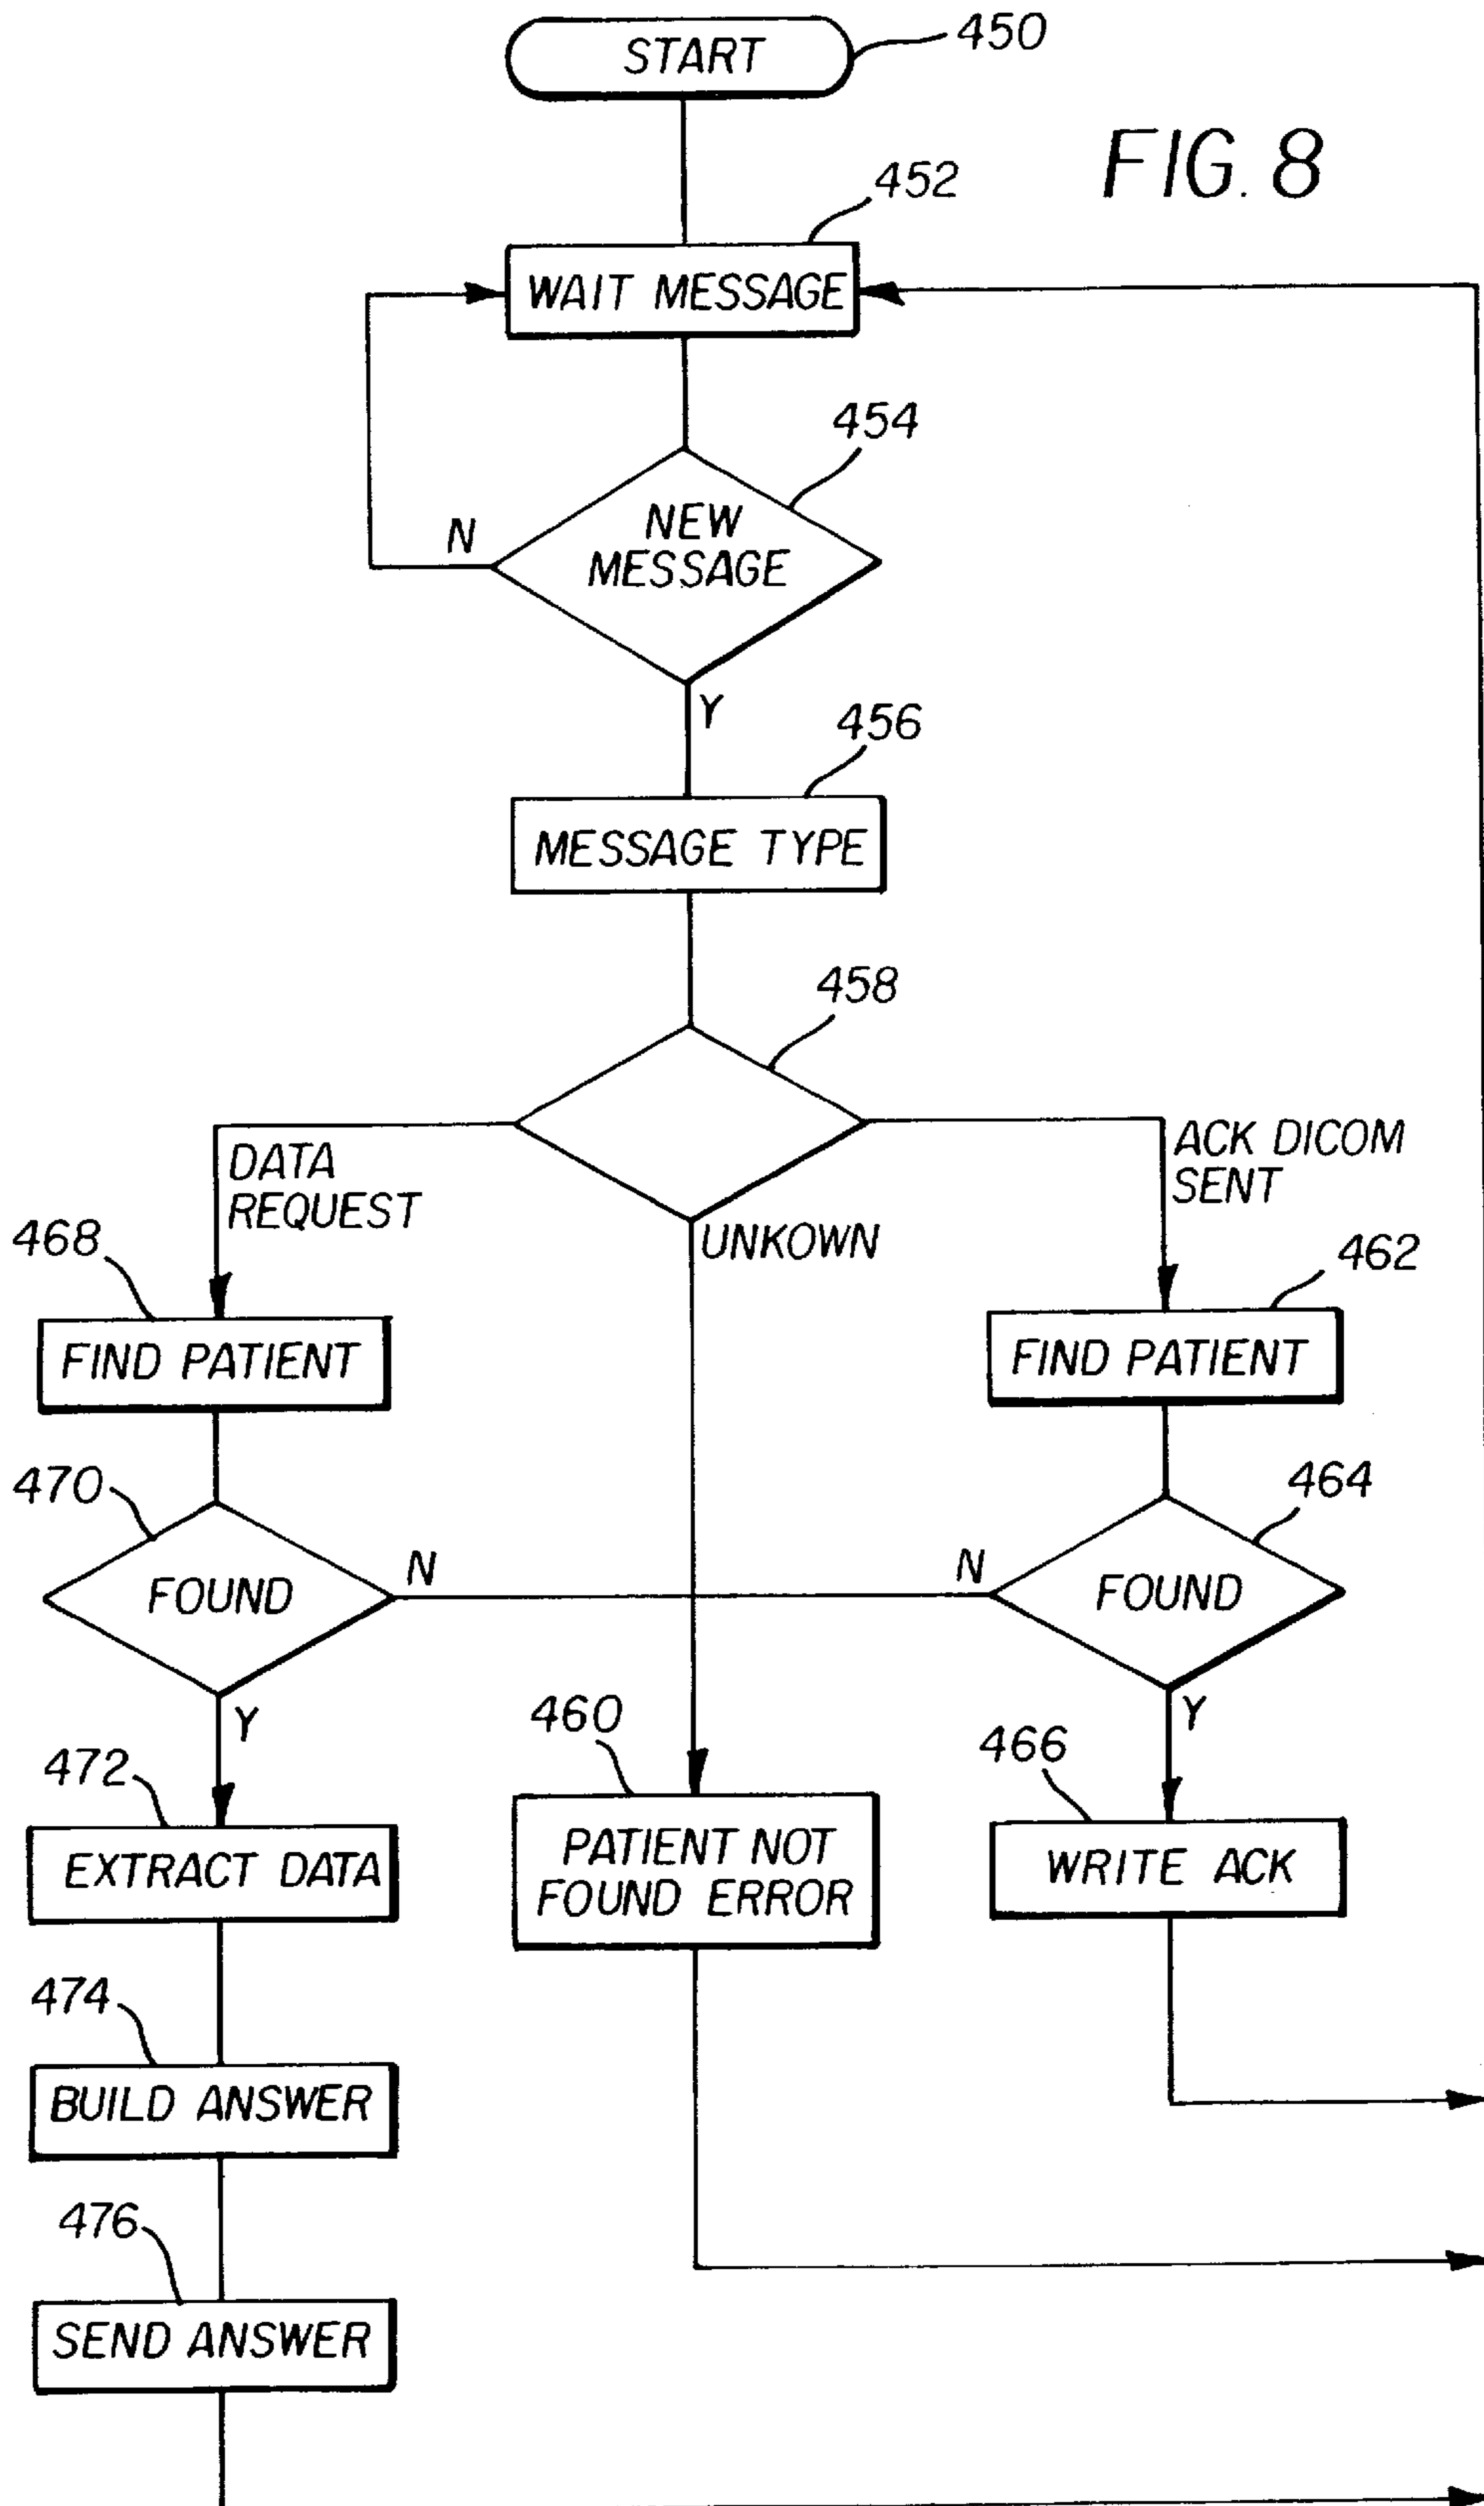 START
450
FIG. 8
452
WAIT MESSAGE
454
NEW
MESSAGE
N
Y
456
MESSAGE TYPE
458
DATA
REQUEST
UNKOWN
ACK DICOM
SENT
468
FIND PATIENT
462
FIND PATIENT
470
FOUND
N
N
464
FOUND
Y
Y
472
EXTRACT DATA
460
PATIENT NOT
FOUND ERROR
466
WRITE ACK
474
BUILD ANSWER
476
SEND ANSWER